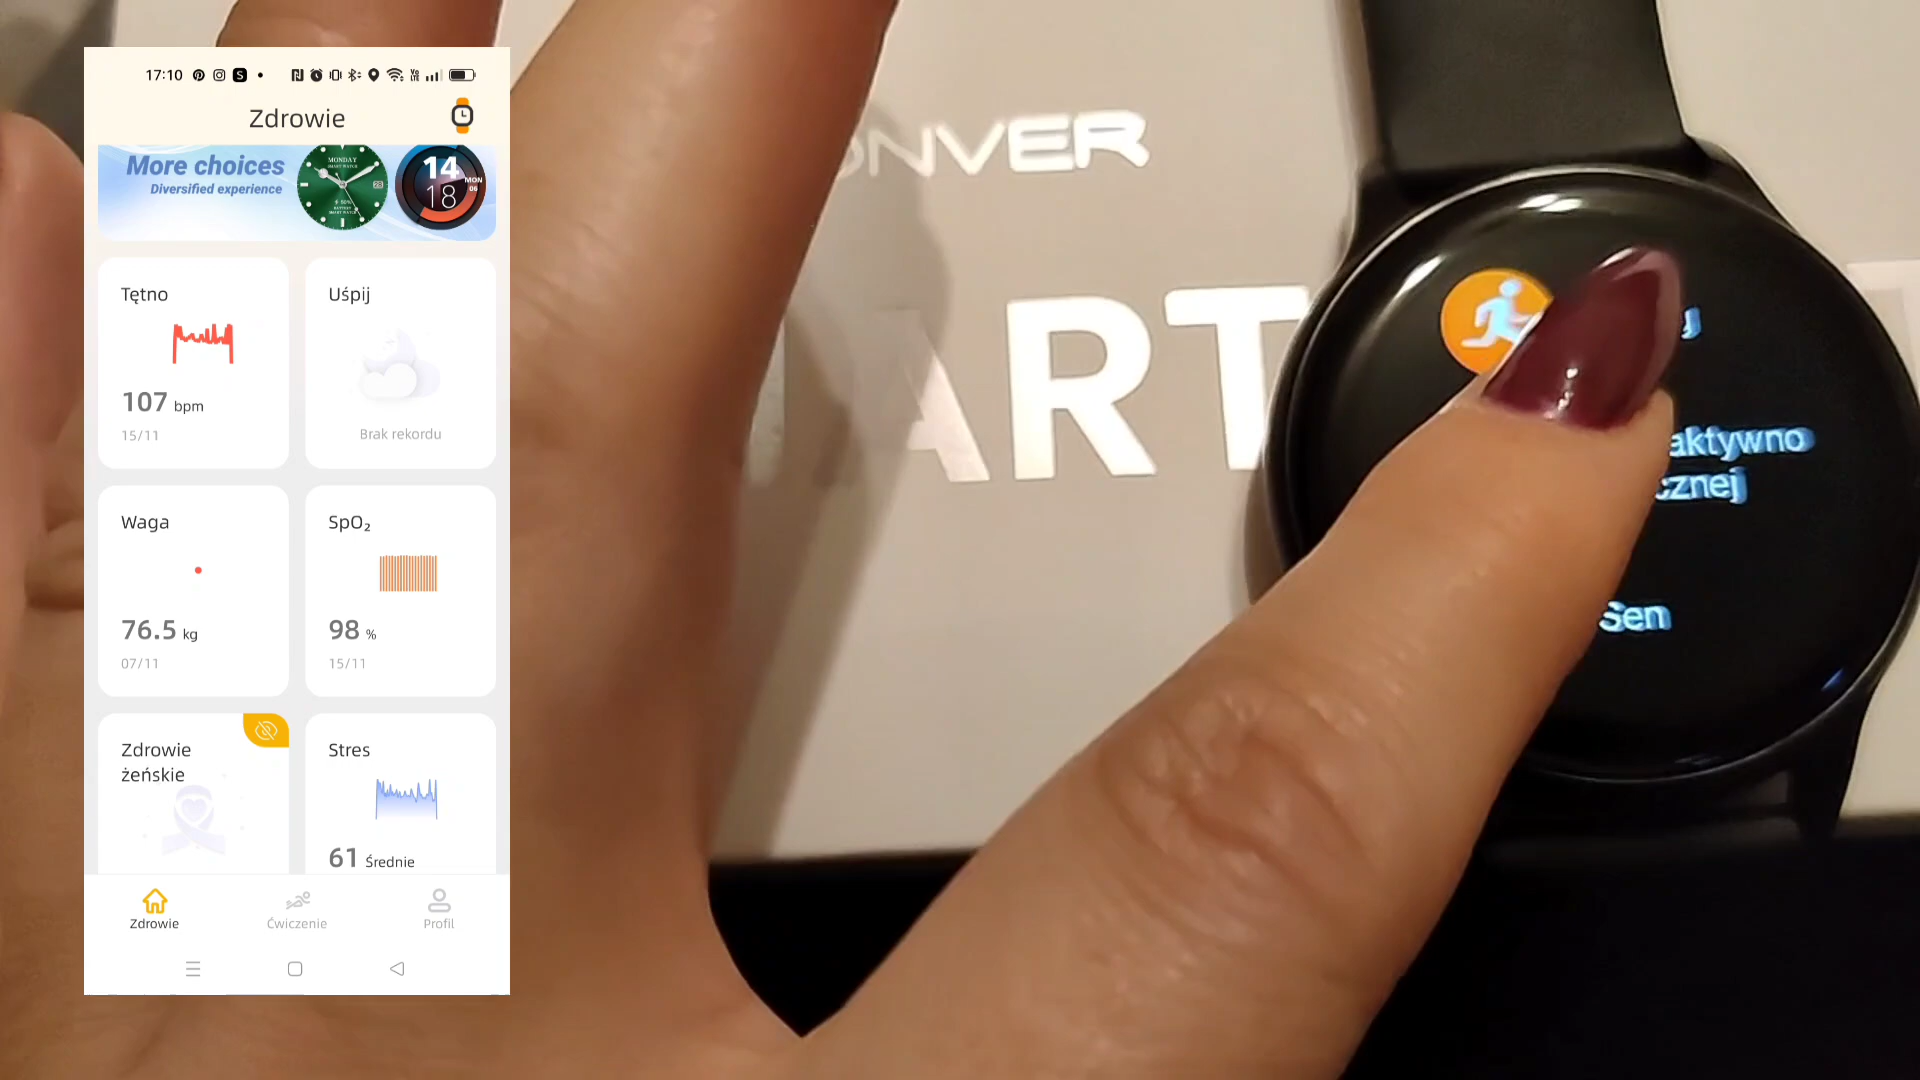 17:10
Zdrowie
More choices
Diversified experience
MONDAY
14
18
MON
06
Tętno
107 bpm
15/11
Uśpij
Brak rekordu
Waga
76.5 kg
07/11
SpO₂
98 %
15/11
Zdrowie
żeńskie
Stres
61 Średnie
Zdrowie
Ćwiczenie
Profil
NVER
ART
aktywno
cznej
Sen